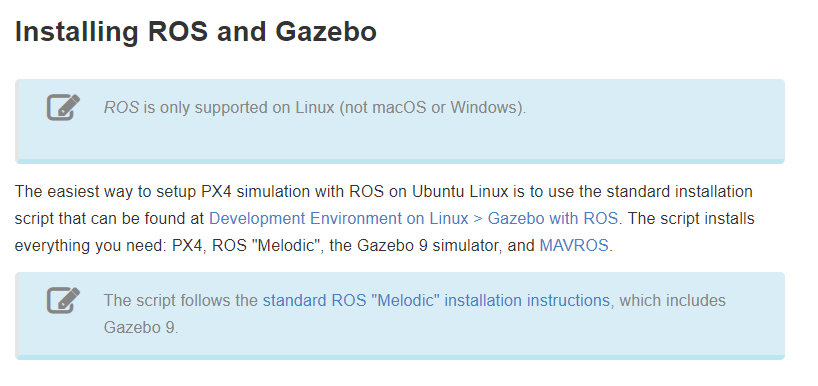 Installing ROS and Gazebo
ROS is only supported on Linux (not macOS or Windows).
The easiest way to setup PX4 simulation with ROS on Ubuntu Linux is to use the standard installation
script that can be found at Development Environment on Linux > Gazebo with ROS. The script installs
everything you need: PX4, ROS "Melodic", the Gazebo 9 simulator, and MAVROS.
The script follows the standard ROS "Melodic" installation instructions, which includes
Gazebo 9.